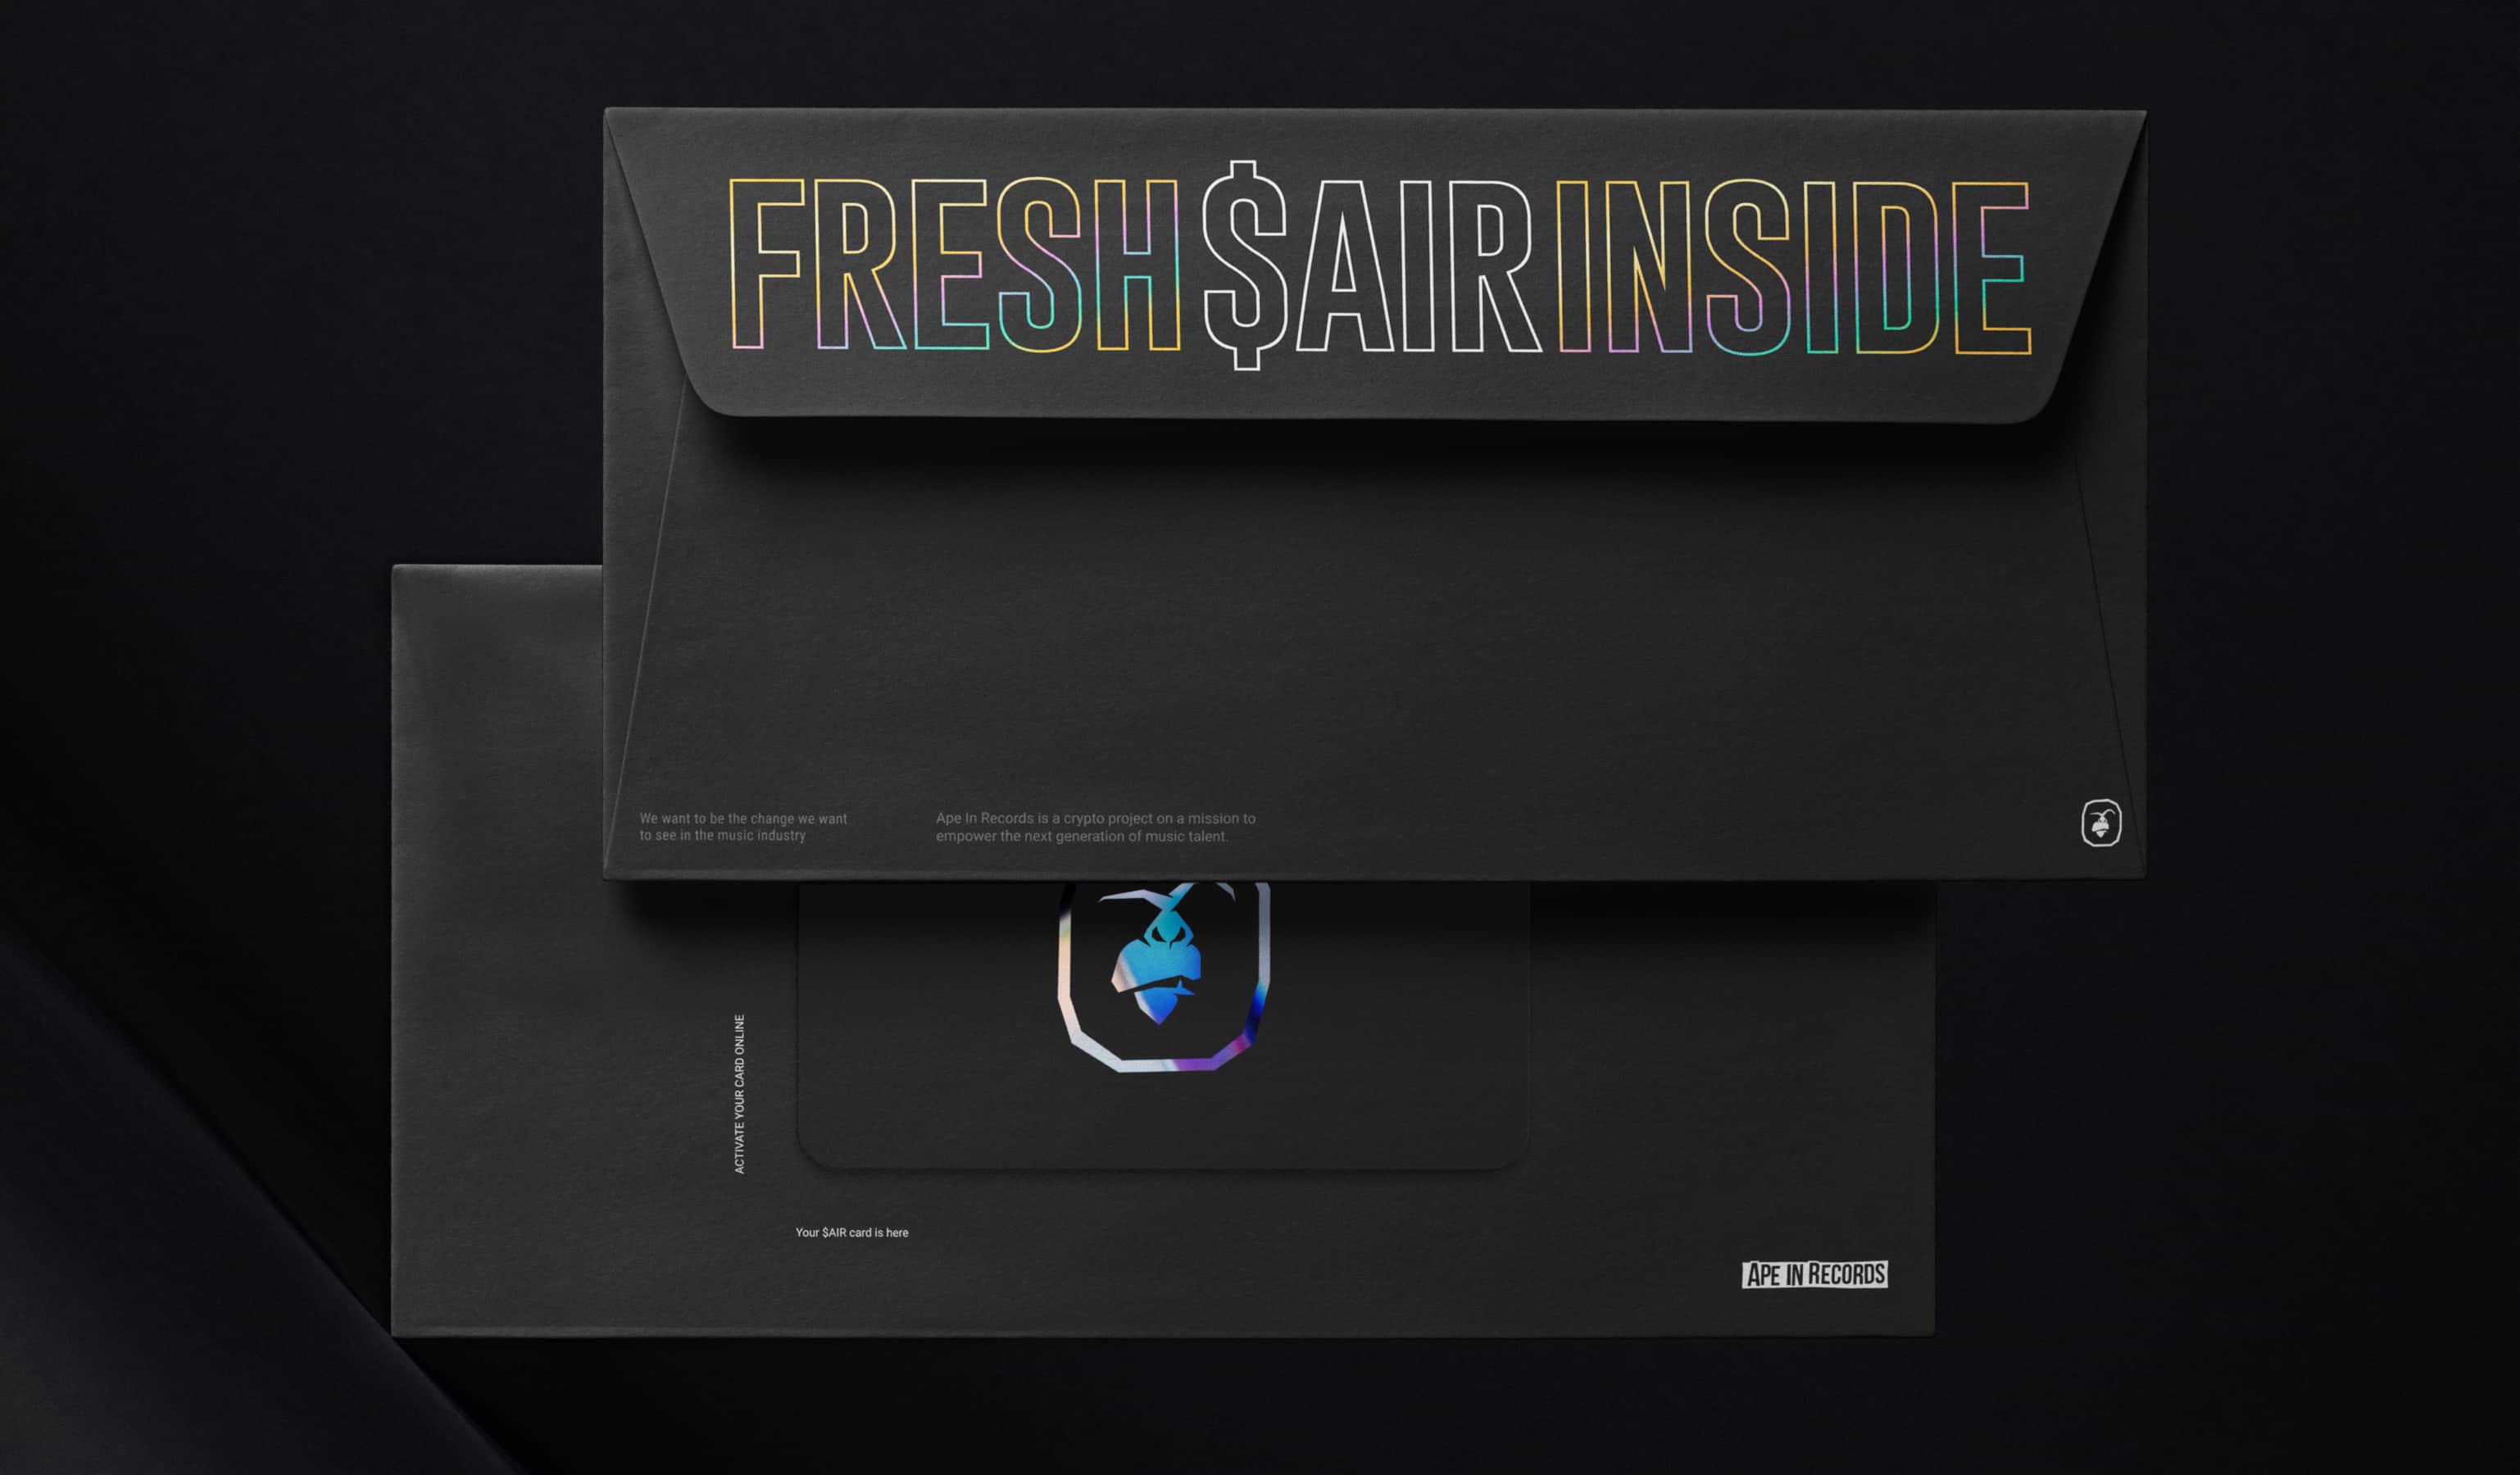 FRESH $AIR INSIDE
We want to be the change we want
to see in the music industry
Ape In Records is a crypto project on a mission to
empower the next generation of music talent.
ACTIVATE YOUR CARD ONLINE
Your $AIR card is here
APE IN RECORDS